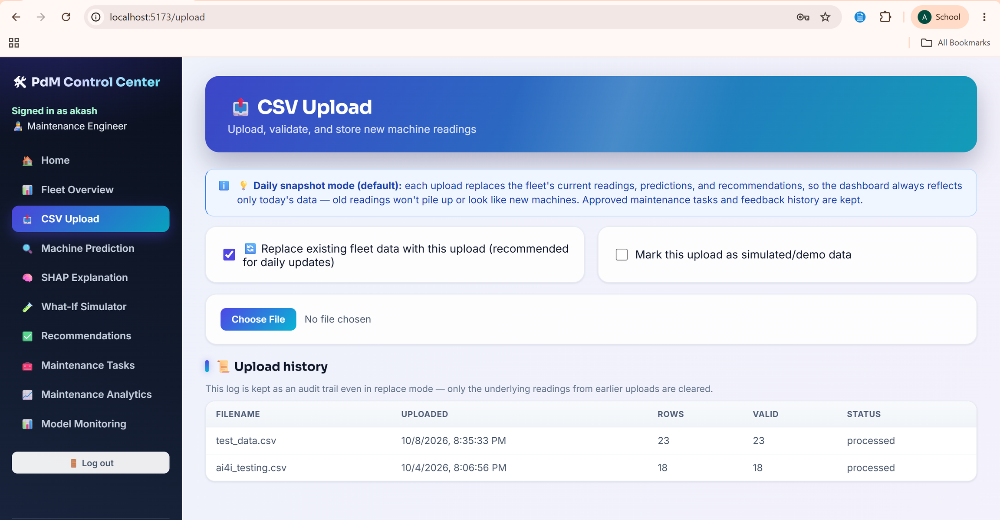 localhost:5173/upload
A School
All Bookmarks
PdM Control Center
Signed in as akash
Maintenance Engineer
Home
Fleet Overview
CSV Upload
Machine Prediction
SHAP Explanation
What-If Simulator
Recommendations
Maintenance Tasks
Maintenance Analytics
Model Monitoring
Log out
CSV Upload
Upload, validate, and store new machine readings
Daily snapshot mode (default): each upload replaces the fleet's current readings, predictions, and recommendations, so the dashboard always reflects
only today's data — old readings won't pile up or look like new machines. Approved maintenance tasks and feedback history are kept.
Replace existing fleet data with this upload (recommended
for daily updates)
Mark this upload as simulated/demo data
Choose File No file chosen
Upload history
This log is kept as an audit trail even in replace mode — only the underlying readings from earlier uploads are cleared.
FILENAME UPLOADED ROWS VALID STATUS
test_data.csv 10/8/2026, 8:35:33 PM 23 23 processed
ai4i_testing.csv 10/4/2026, 8:06:56 PM 18 18 processed